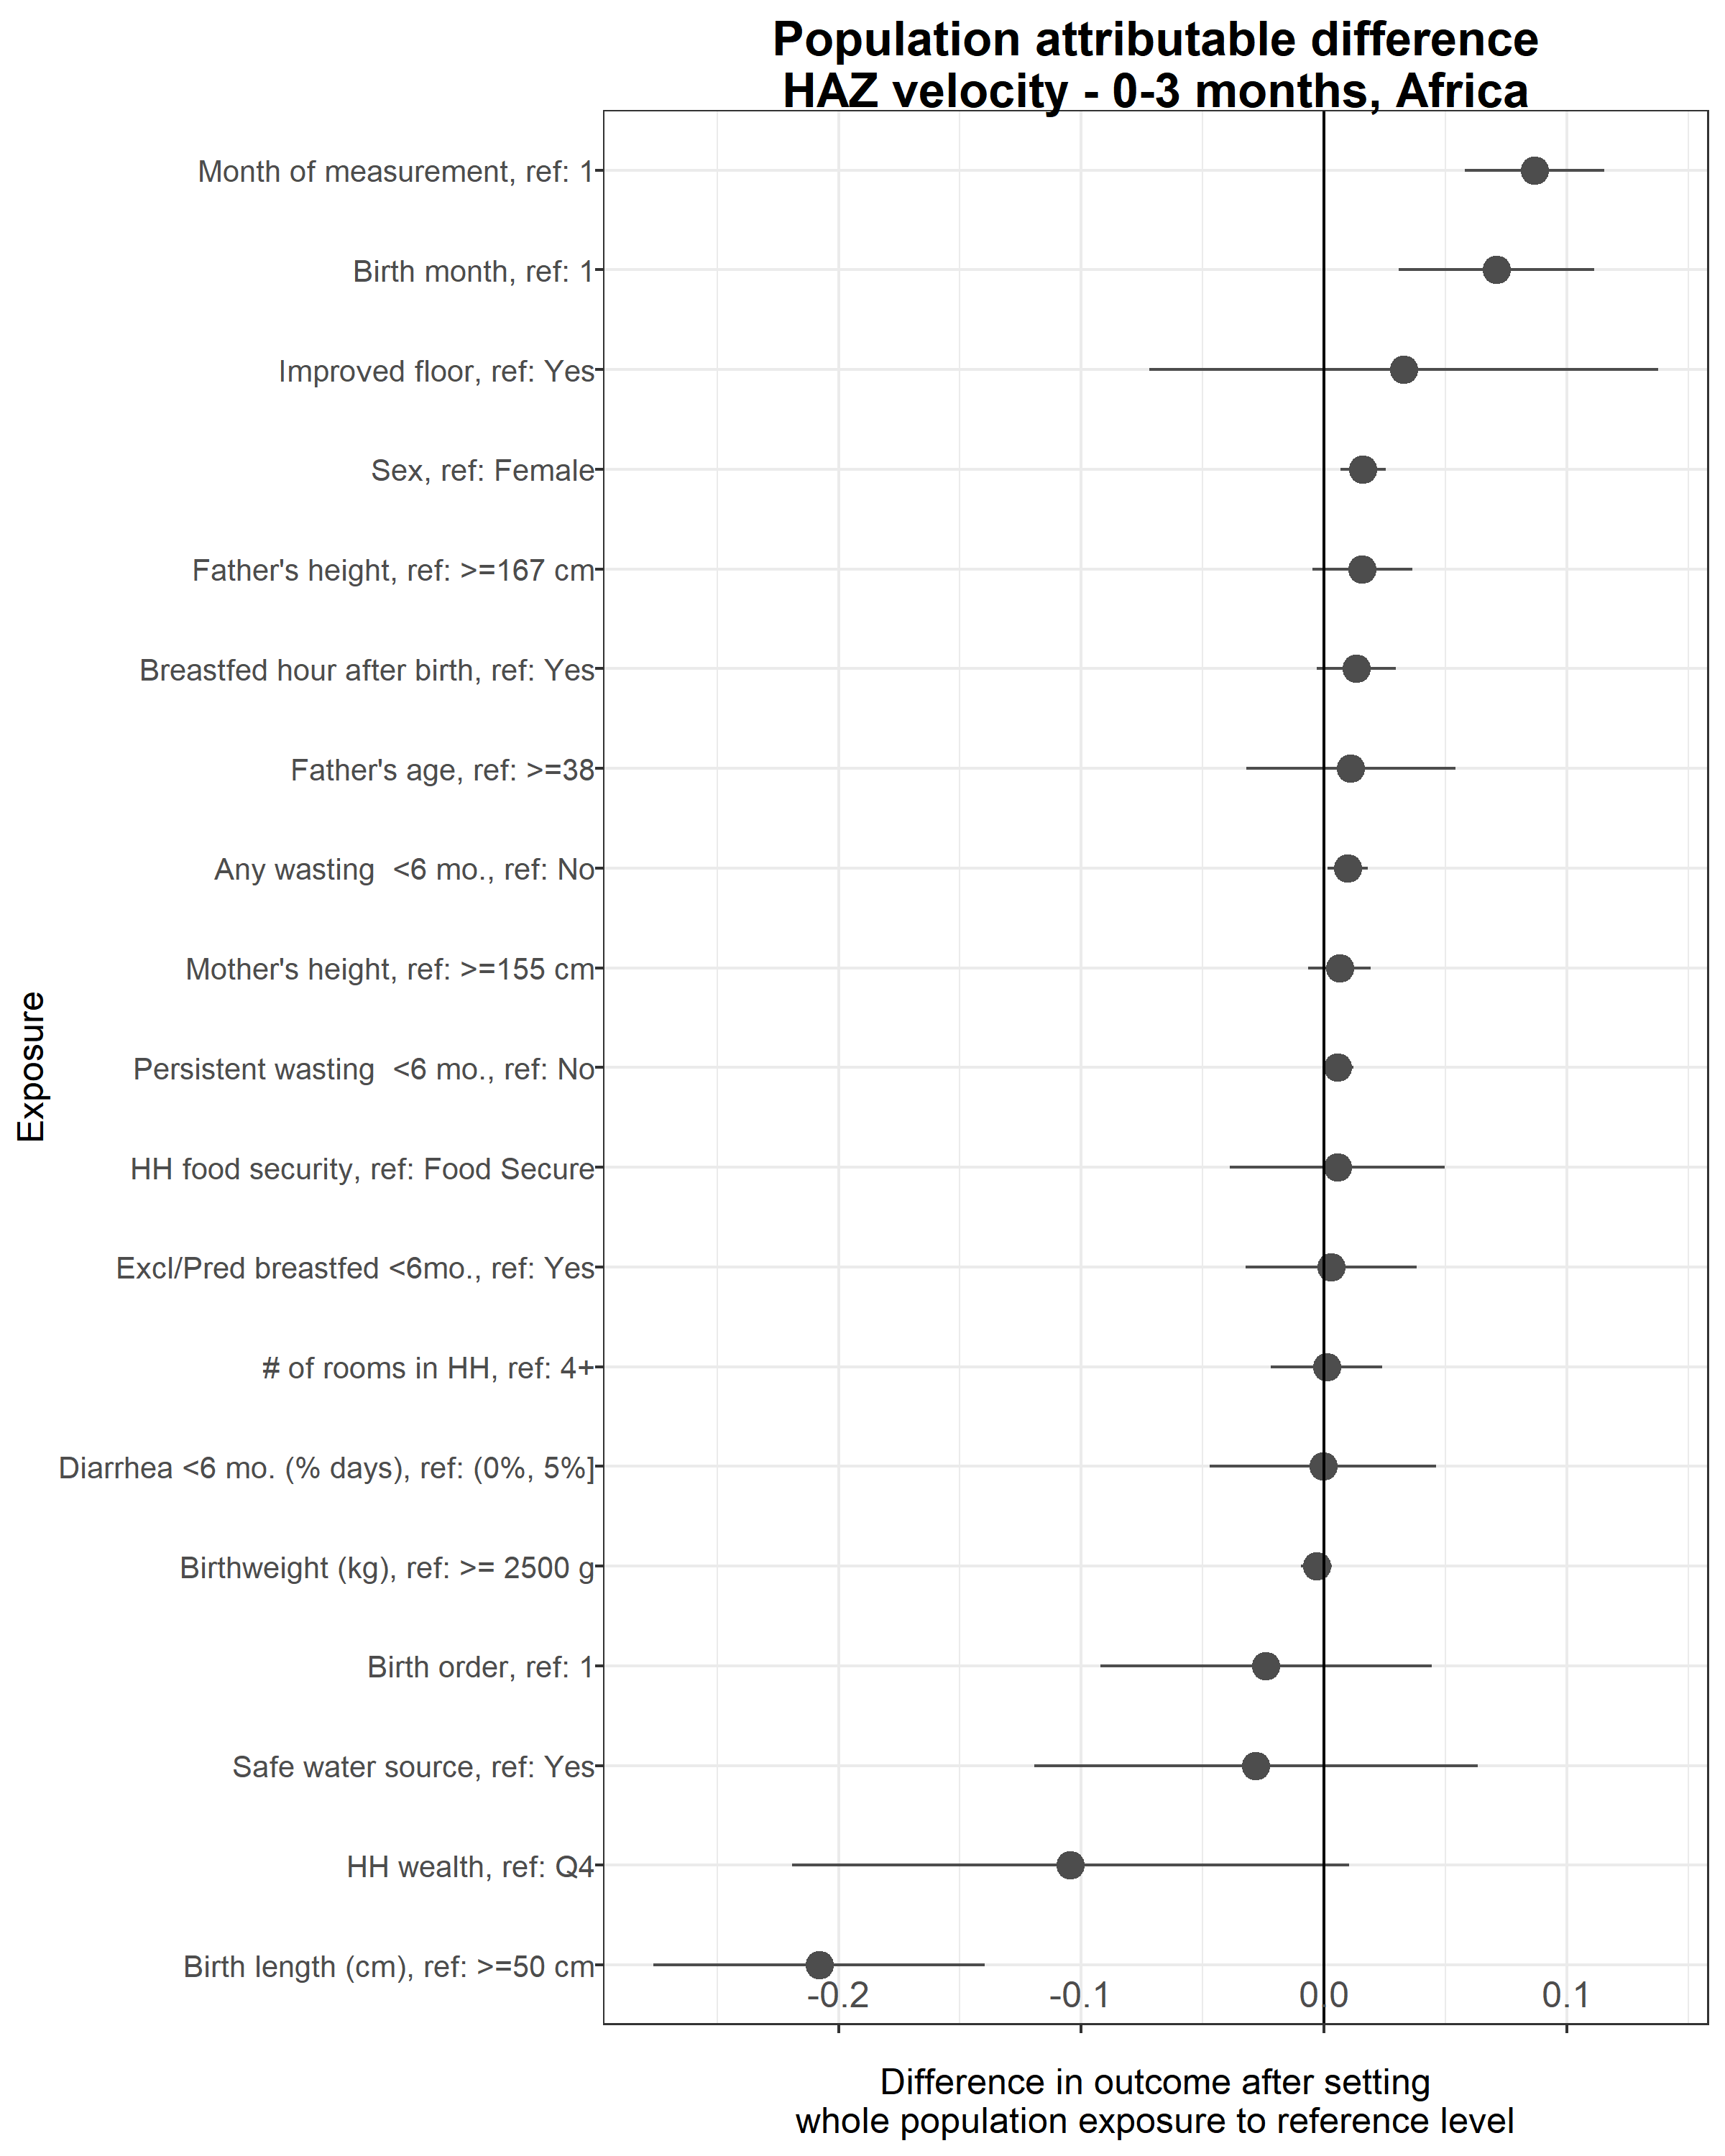 Population attributable difference
HAZ velocity - 0-3 months, Africa
Exposure
Month of measurement, ref: 1
Birth month, ref: 1
Improved floor, ref: Yes
Sex, ref: Female
Father's height, ref: >=167 cm
Breastfed hour after birth, ref: Yes
Father's age, ref: >=38
Any wasting  <6 mo., ref: No
Mother's height, ref: >=155 cm
Persistent wasting  <6 mo., ref: No
HH food security, ref: Food Secure
Excl/Pred breastfed <6mo., ref: Yes
# of rooms in HH, ref: 4+
Diarrhea <6 mo. (% days), ref: (0%, 5%]
Birthweight (kg), ref: >= 2500 g
Birth order, ref: 1
Safe water source, ref: Yes
HH wealth, ref: Q4
Birth length (cm), ref: >=50 cm
-0.2 -0.1 0.0 0.1
Difference in outcome after setting
whole population exposure to reference level